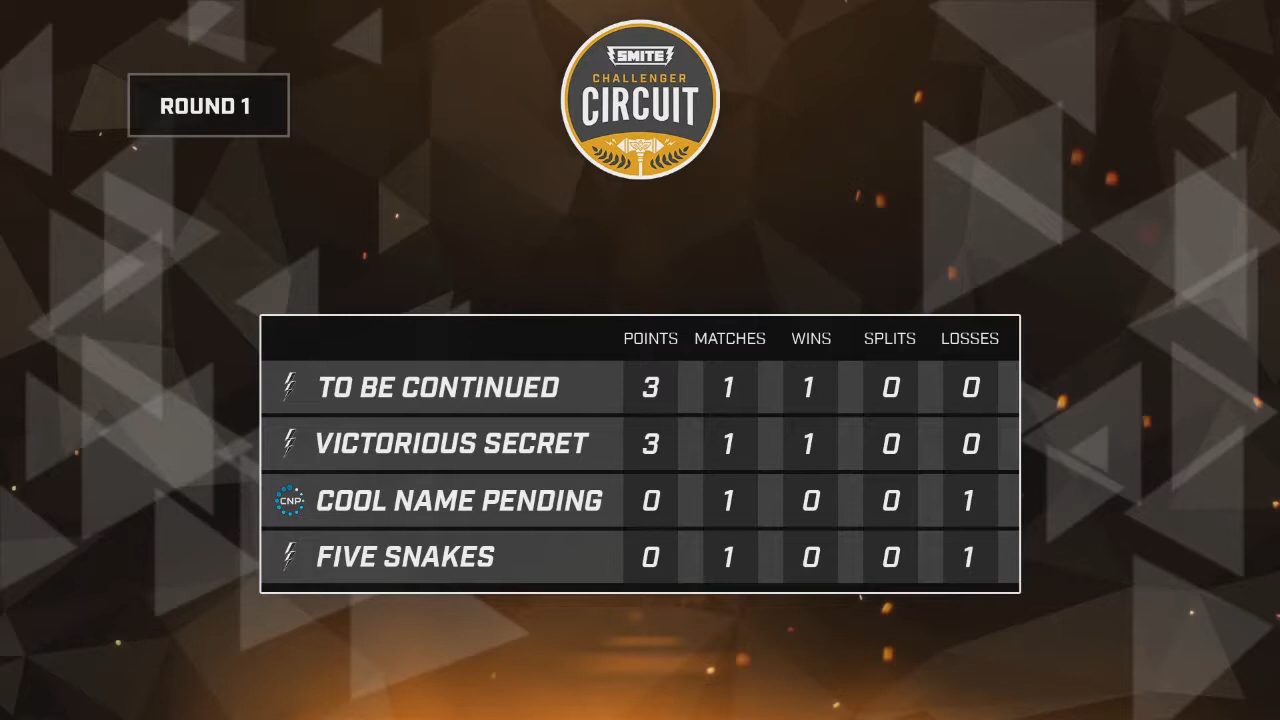 SMITE
CHALLENGER
CIRCUIT
ROUND 1
POINTS MATCHES WINS SPLITS LOSSES
TO BE CONTINUED 3 1 1 0 0
VICTORIOUS SECRET 3 1 1 0 0
CNP COOL NAME PENDING 0 1 0 0 1
FIVE SNAKES 0 1 0 0 1